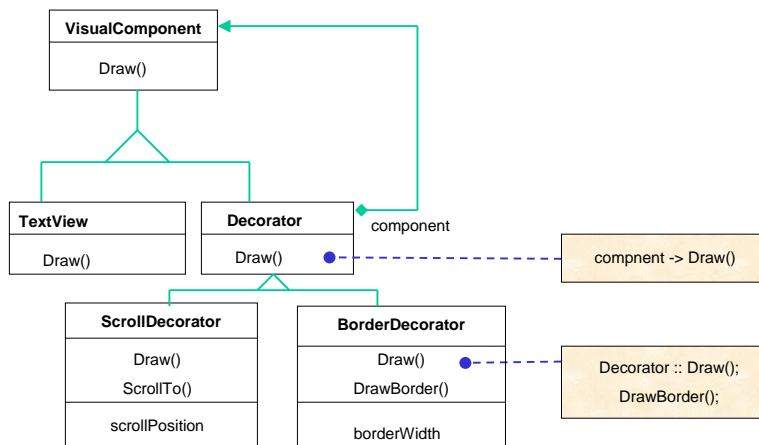 VisualComponent
Draw()
TextView
Draw()
Decorator
Draw()
component
compnent -> Draw()
ScrollDecorator
Draw()
ScrollTo()
scrollPosition
BorderDecorator
Draw()
DrawBorder()
borderWidth
Decorator :: Draw();
DrawBorder();